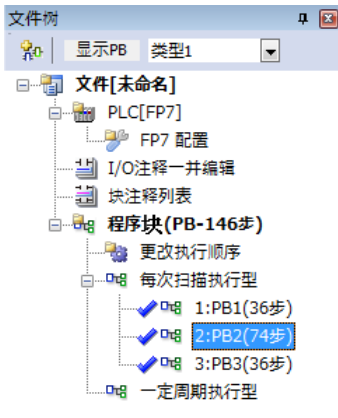 文件树
显示PB 类型1
文件[未命名]
PLC[FP7]
FP7 配置
I/O注释一并编辑
块注释列表
程序块(PB-146步)
更改执行顺序
每次扫描执行型
1:PB1(36步)
2:PB2(74步)
3:PB3(36步)
一定周期执行型